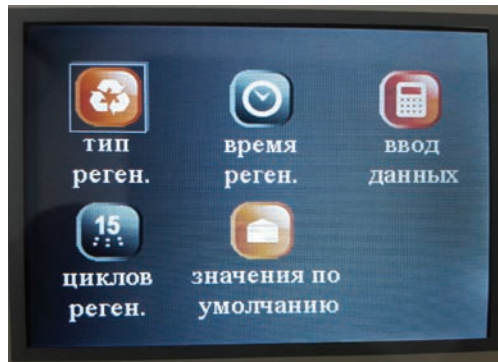 тип
реген.
время
реген.
ввод
данных
15
циклов
реген.
значения по
умолчанию